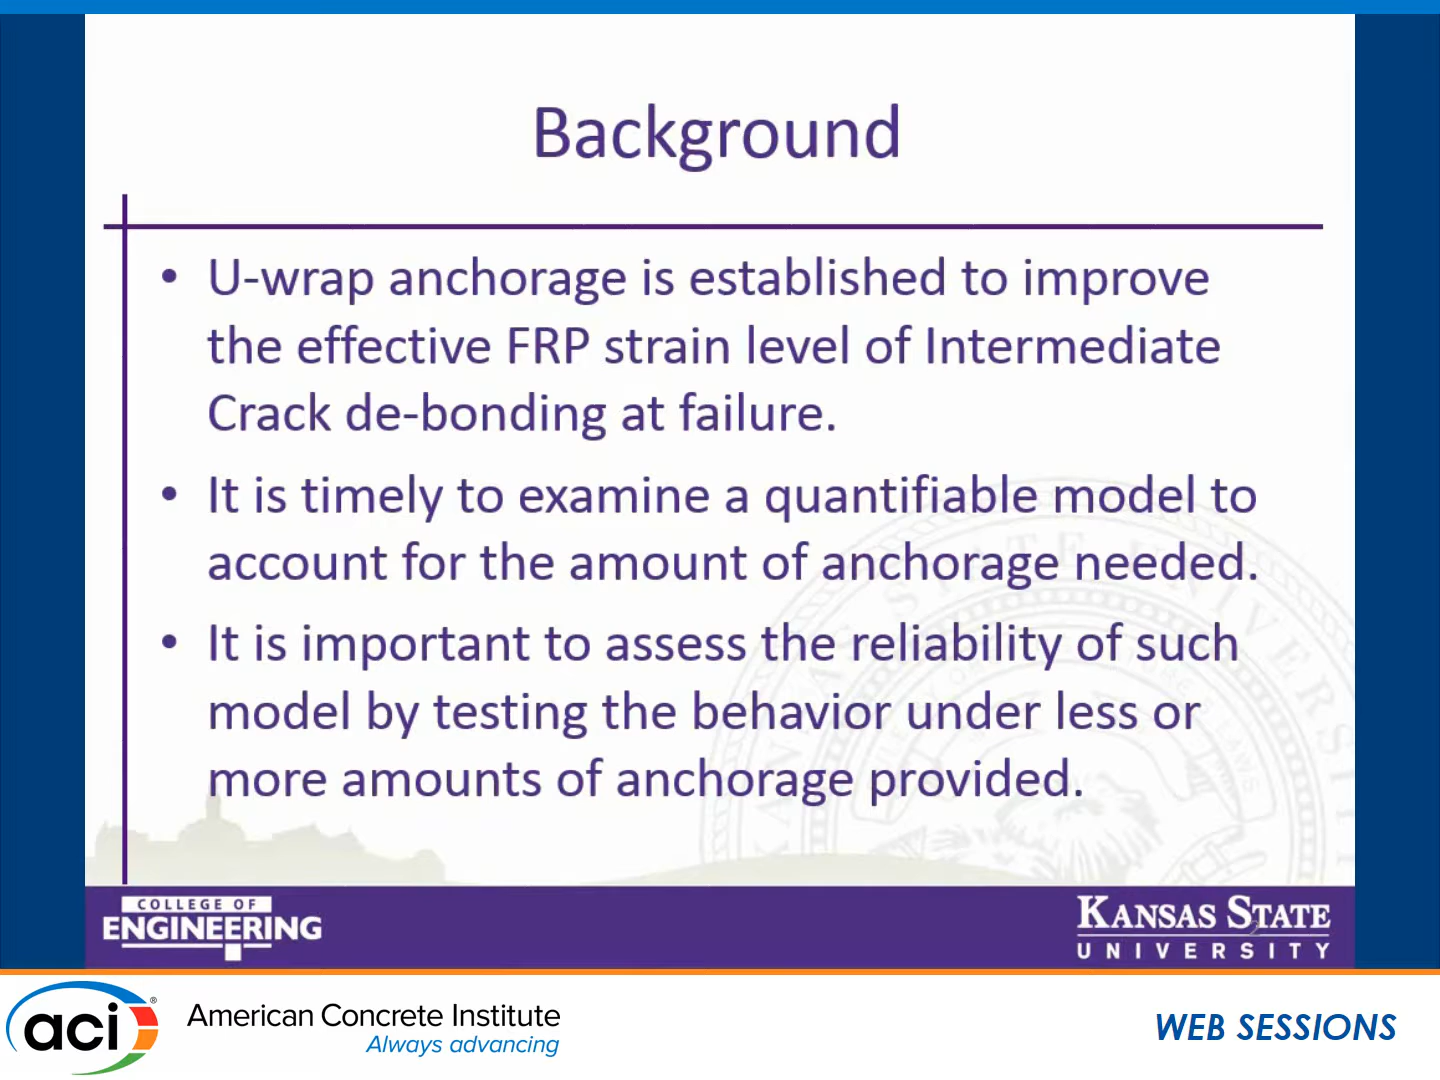 Background
• U-wrap anchorage is established to improve
the effective FRP strain level of Intermediate
Crack de-bonding at failure.
• It is timely to examine a quantifiable model to
account for the amount of anchorage needed.
• It is important to assess the reliability of such
model by testing the behavior under less or
more amounts of anchorage provided.
COLLEGE OF
ENGINEERING
KANSAS STATE
UNIVERSITY
aci®
American Concrete Institute
Always advancing
WEB SESSIONS